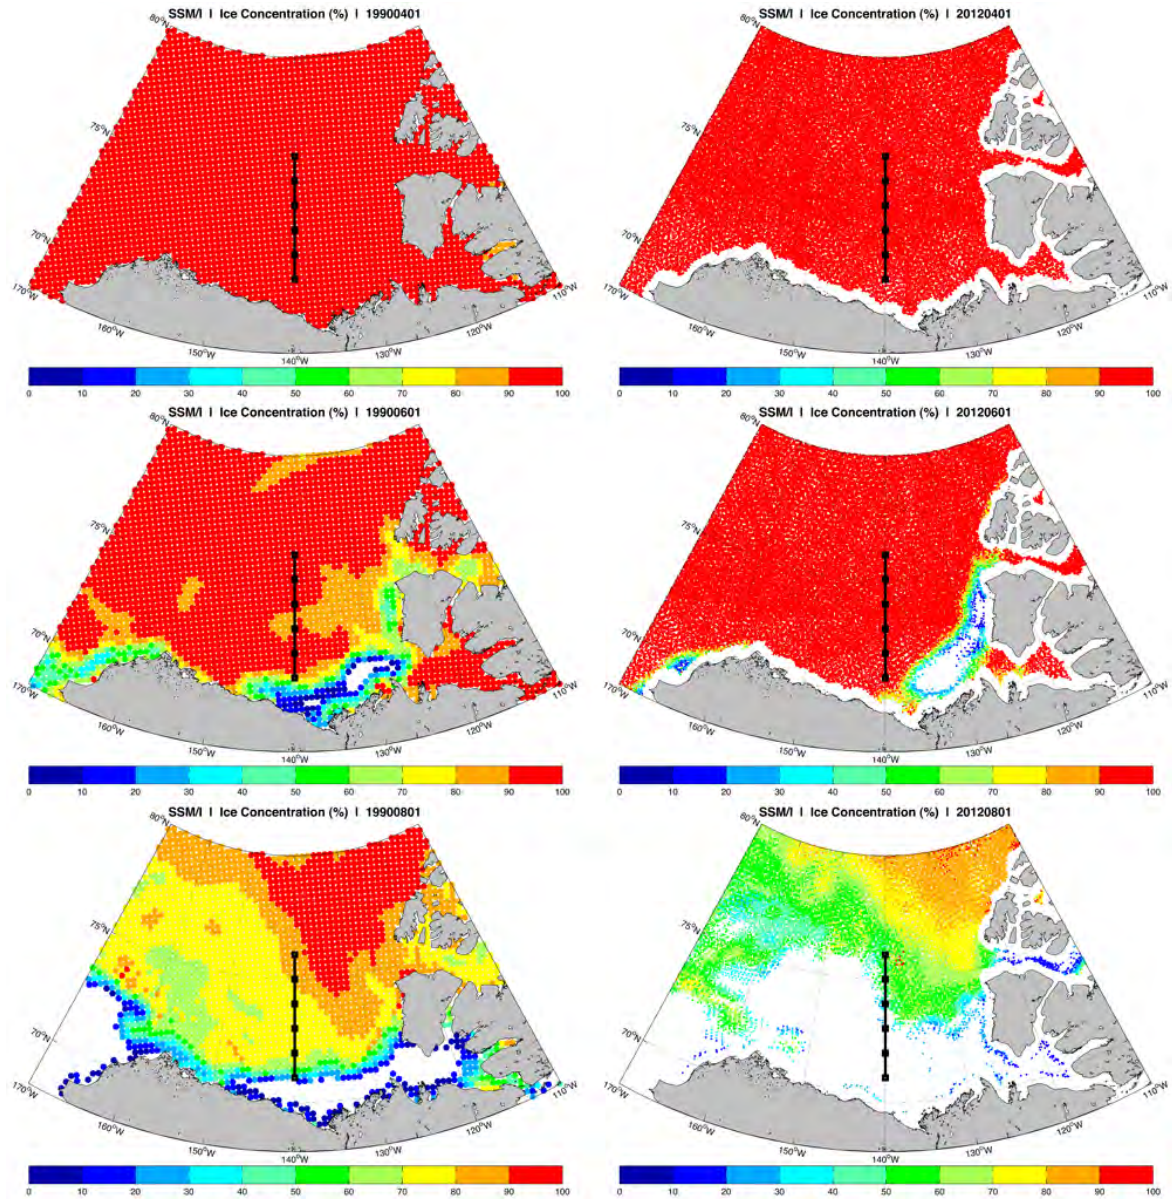 SSM/I I Ice Concentration (%) I 19900401
80°N
75°N
70°N
170°W
160°W
150°W
140°W
130°W
120°W
110°W
0 10 20 30 40 50 60 70 80 90 100
SSM/I I Ice Concentration (%) I 20120401
80°N
75°N
70°N
170°W
160°W
150°W
140°W
130°W
120°W
110°W
0 10 20 30 40 50 60 70 80 90 100
SSM/I I Ice Concentration (%) I 19900601
80°N
75°N
70°N
170°W
160°W
150°W
140°W
130°W
120°W
110°W
0 10 20 30 40 50 60 70 80 90 100
SSM/I I Ice Concentration (%) I 20120601
80°N
75°N
70°N
170°W
160°W
150°W
140°W
130°W
120°W
110°W
0 10 20 30 40 50 60 70 80 90 100
SSM/I I Ice Concentration (%) I 19900801
80°N
75°N
70°N
170°W
160°W
150°W
140°W
130°W
120°W
110°W
0 10 20 30 40 50 60 70 80 90 100
SSM/I I Ice Concentration (%) I 20120801
80°N
75°N
70°N
170°W
160°W
150°W
140°W
130°W
120°W
110°W
0 10 20 30 40 50 60 70 80 90 100